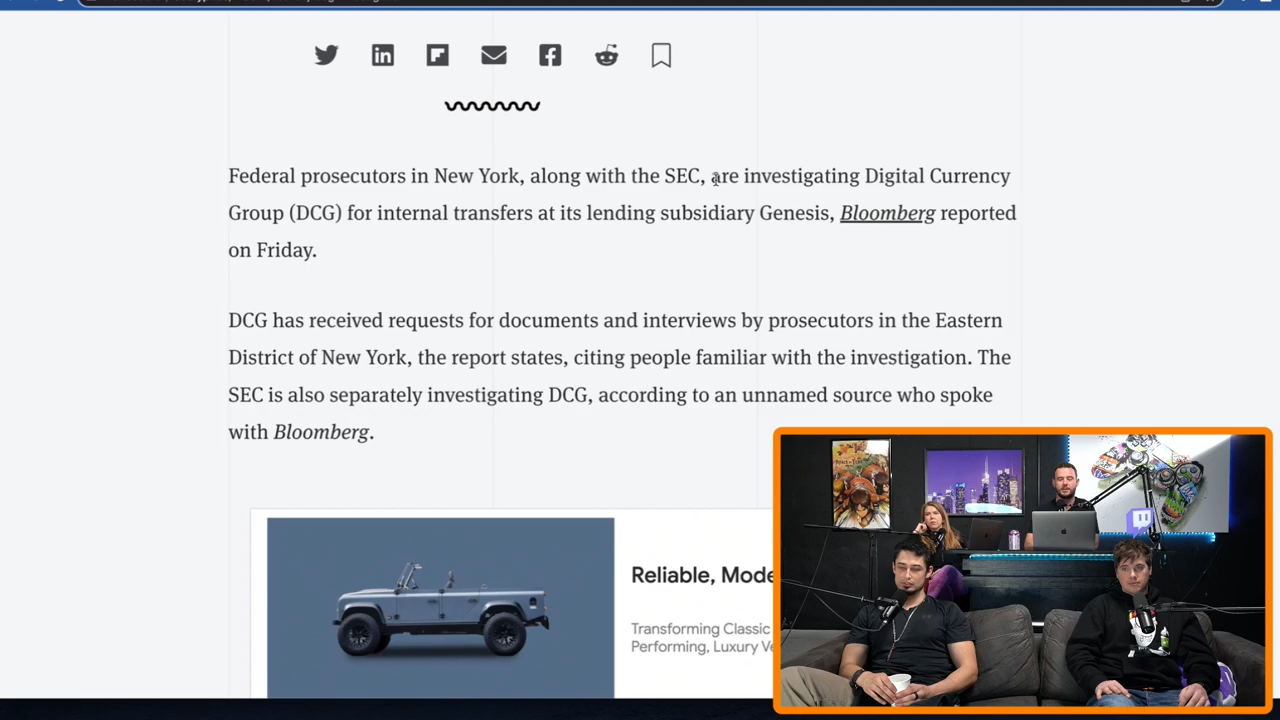 Federal prosecutors in New York, along with the SEC, are investigating Digital Currency
Group (DCG) for internal transfers at its lending subsidiary Genesis, Bloomberg reported
on Friday.
DCG has received requests for documents and interviews by prosecutors in the Eastern
District of New York, the report states, citing people familiar with the investigation. The
SEC is also separately investigating DCG, according to an unnamed source who spoke
with Bloomberg.
Reliable, Mode
Transforming Classic
Performing, Luxury Ve